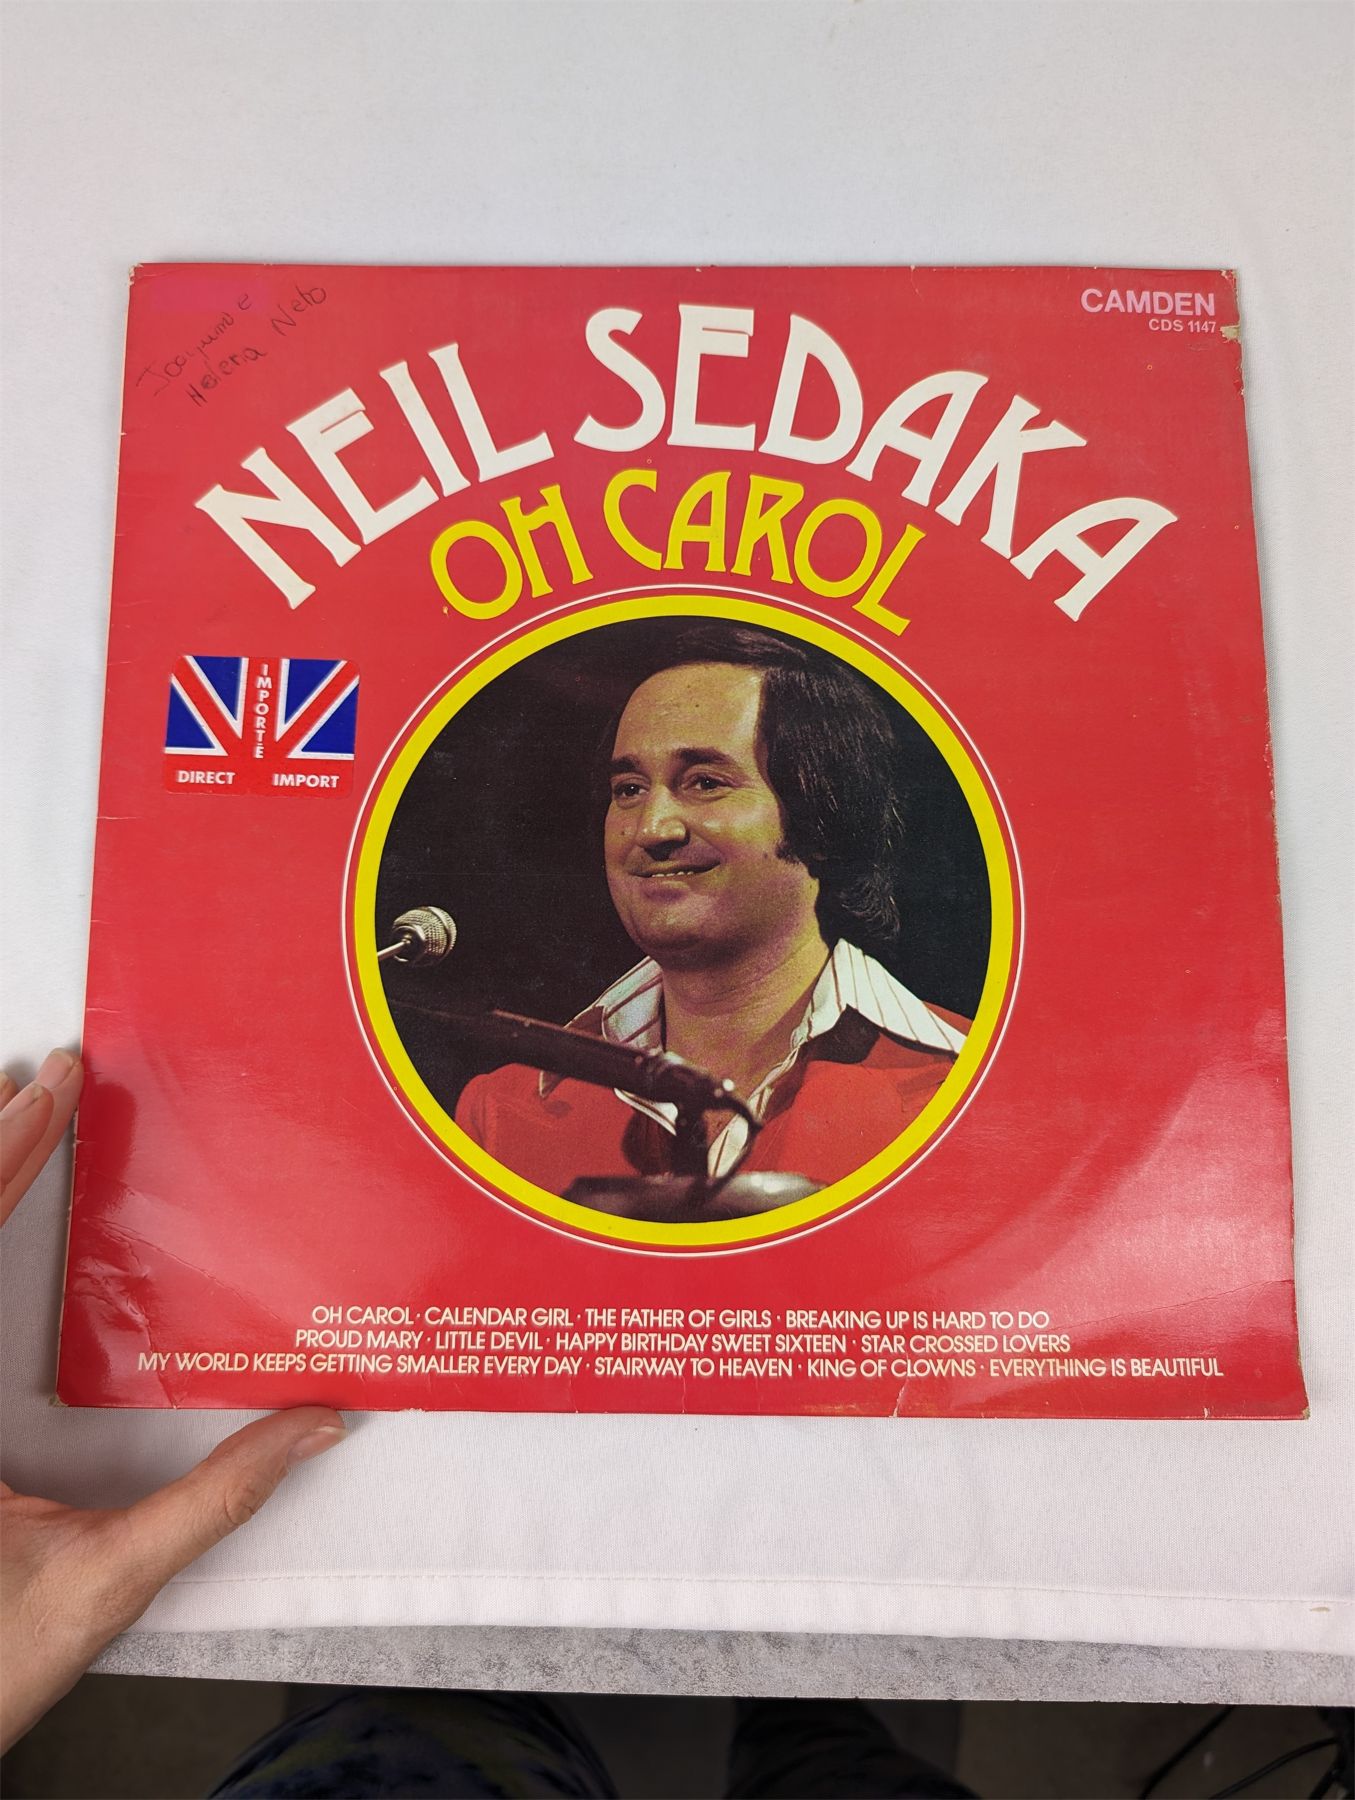 CAMDEN
CDS 1147
Helena Neto
NEIL SEDAKA
OH CAROL
IMPORTÉ
DIRECT IMPORT
OH CAROL · CALENDAR GIRL · THE FATHER OF GIRLS · BREAKING UP IS HARD TO DO
PROUD MARY · LITTLE DEVIL · HAPPY BIRTHDAY SWEET SIXTEEN · STAR CROSSED LOVERS
MY WORLD KEEPS GETTING SMALLER EVERY DAY · STAIRWAY TO HEAVEN · KING OF CLOWNS · EVERYTHING IS BEAUTIFUL